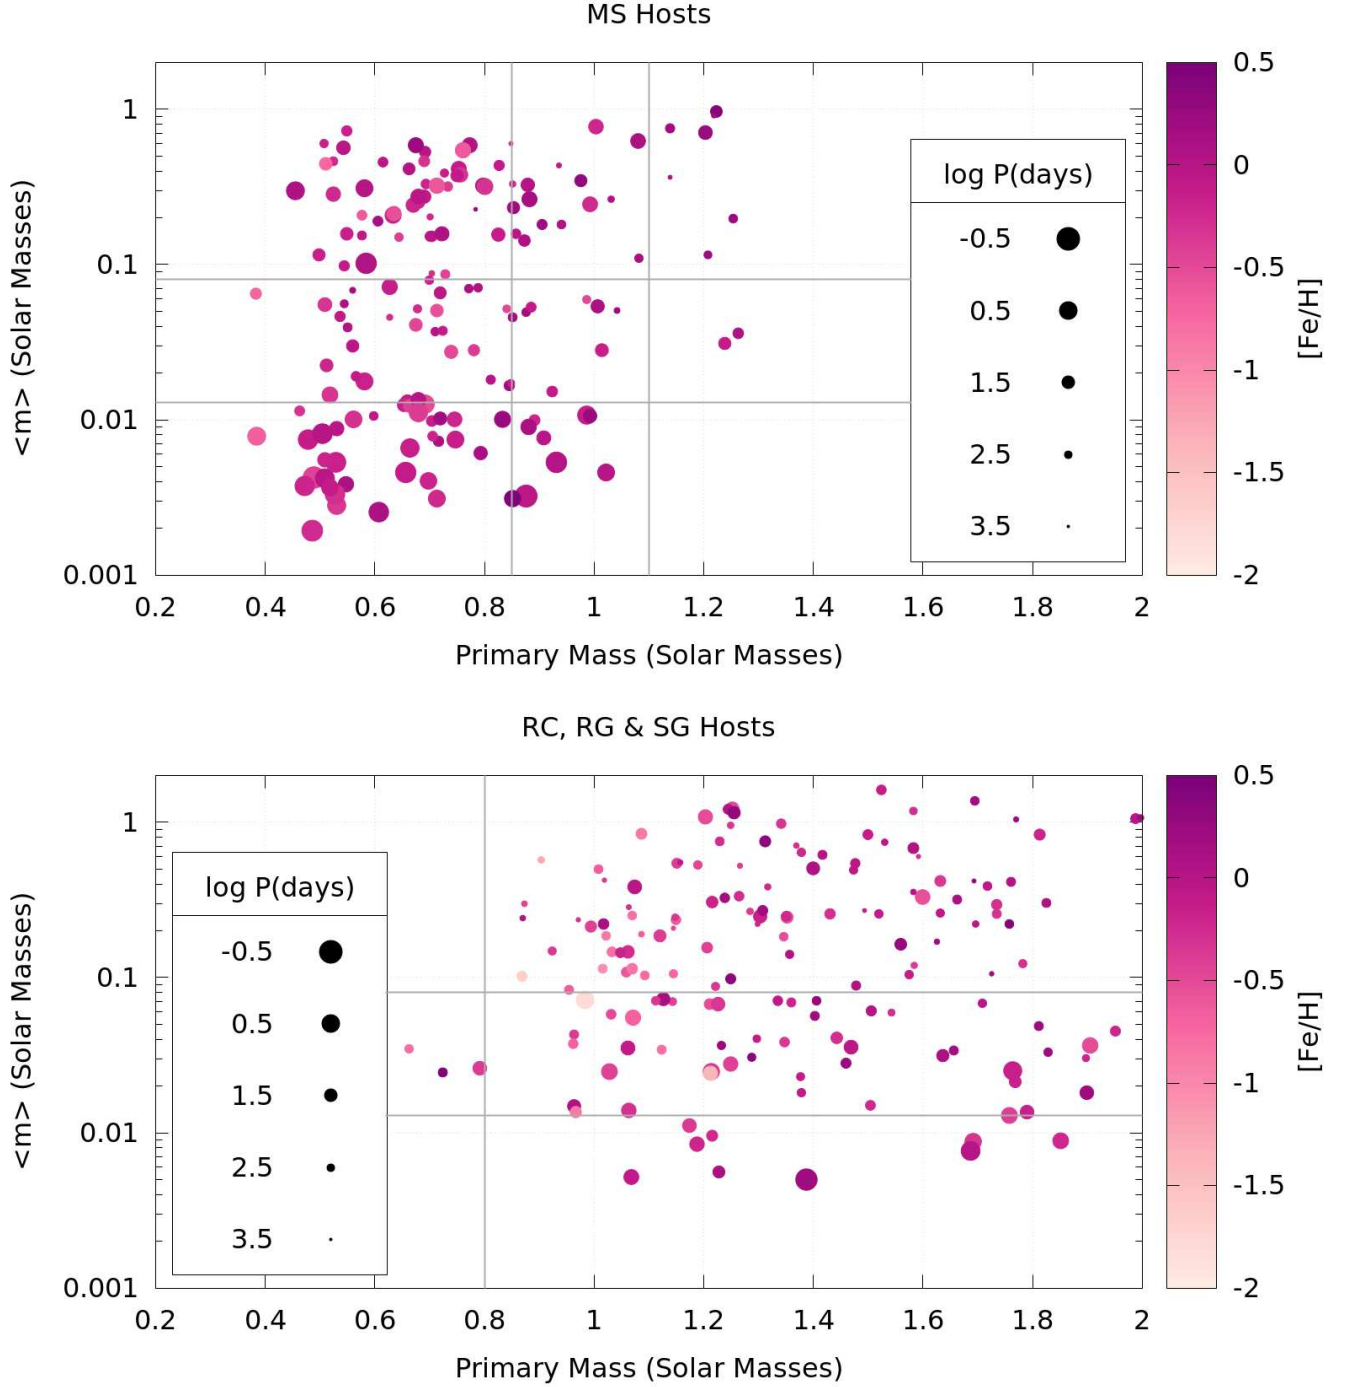 MS Hosts
<m> (Solar Masses)
1
0.1
0.01
0.001
0.2 0.4 0.6 0.8 1 1.2 1.4 1.6 1.8 2
Primary Mass (Solar Masses)
log P(days)
-0.5
0.5
1.5
2.5
3.5
0.5
0
-0.5
-1
-1.5
-2
[Fe/H]
RC, RG & SG Hosts
<m> (Solar Masses)
1
0.1
0.01
0.001
0.2 0.4 0.6 0.8 1 1.2 1.4 1.6 1.8 2
Primary Mass (Solar Masses)
log P(days)
-0.5
0.5
1.5
2.5
3.5
0.5
0
-0.5
-1
-1.5
-2
[Fe/H]